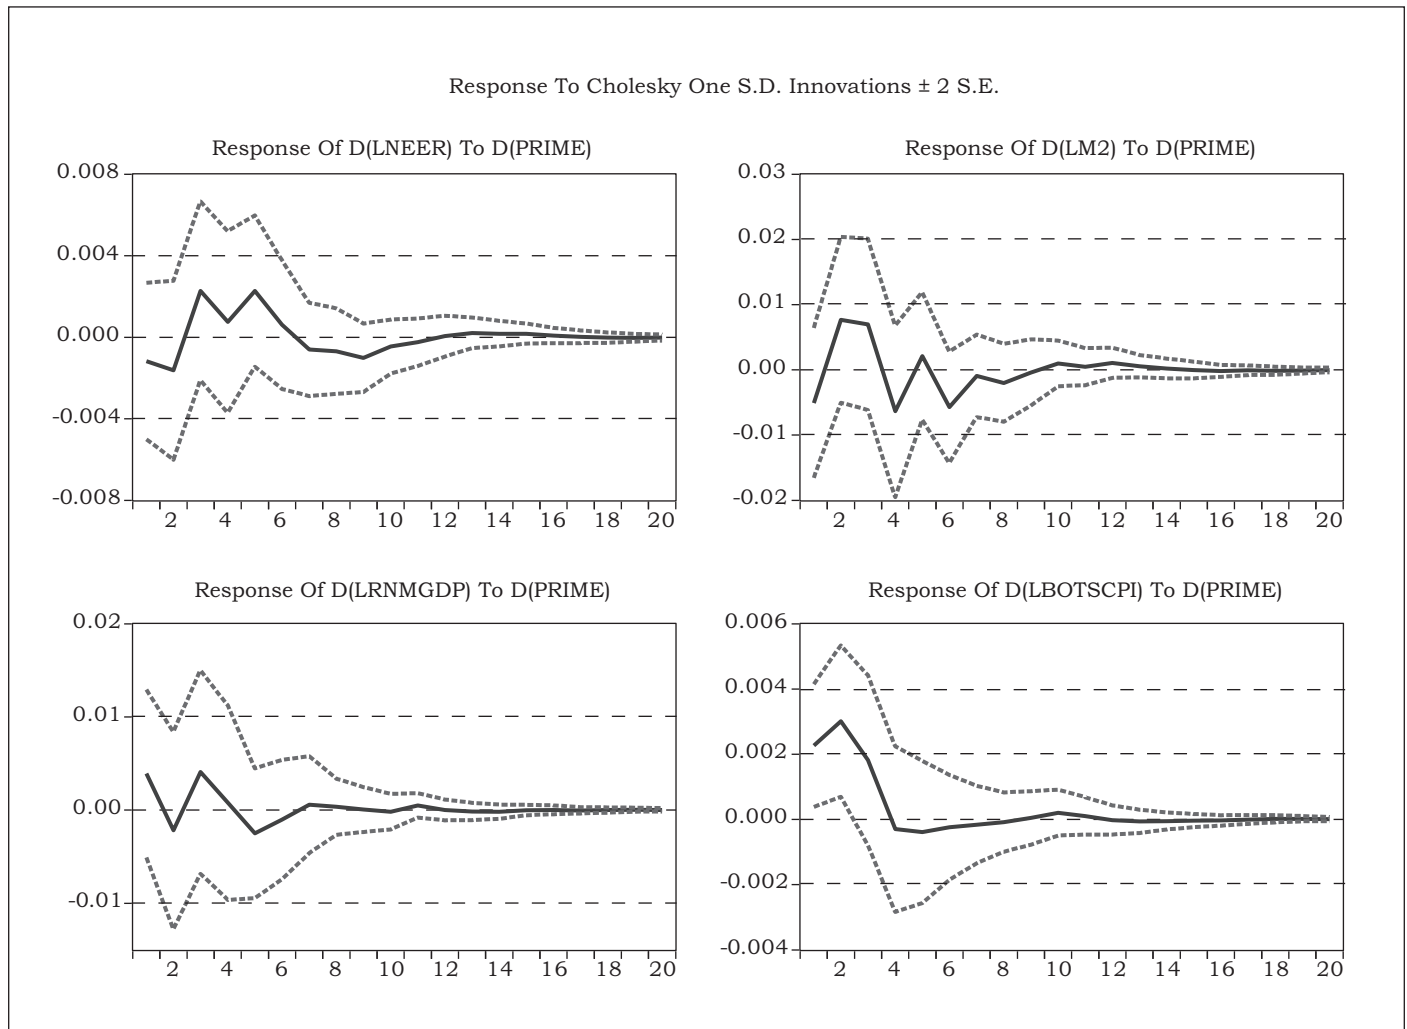 Response To Cholesky One S.D. Innovations ± 2 S.E.
Response Of D(LNEER) To D(PRIME)
0.008
0.004
0.000
-0.004
-0.008
2 4 6 8 10 12 14 16 18 20
Response Of D(LM2) To D(PRIME)
0.03
0.02
0.01
0.00
-0.01
-0.02
2 4 6 8 10 12 14 16 18 20
Response Of D(LRNMGDP) To D(PRIME)
0.02
0.01
0.00
-0.01
2 4 6 8 10 12 14 16 18 20
Response Of D(LBOTSCPI) To D(PRIME)
0.006
0.004
0.002
0.000
-0.002
-0.004
2 4 6 8 10 12 14 16 18 20